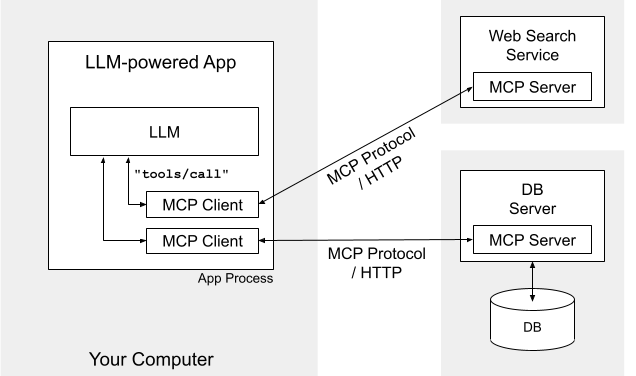 LLM-powered App
LLM
"tools/call"
MCP Client
MCP Client
App Process
Your Computer
MCP Protocol
/ HTTP
MCP Protocol
/ HTTP
Web Search
Service
MCP Server
DB
Server
MCP Server
DB